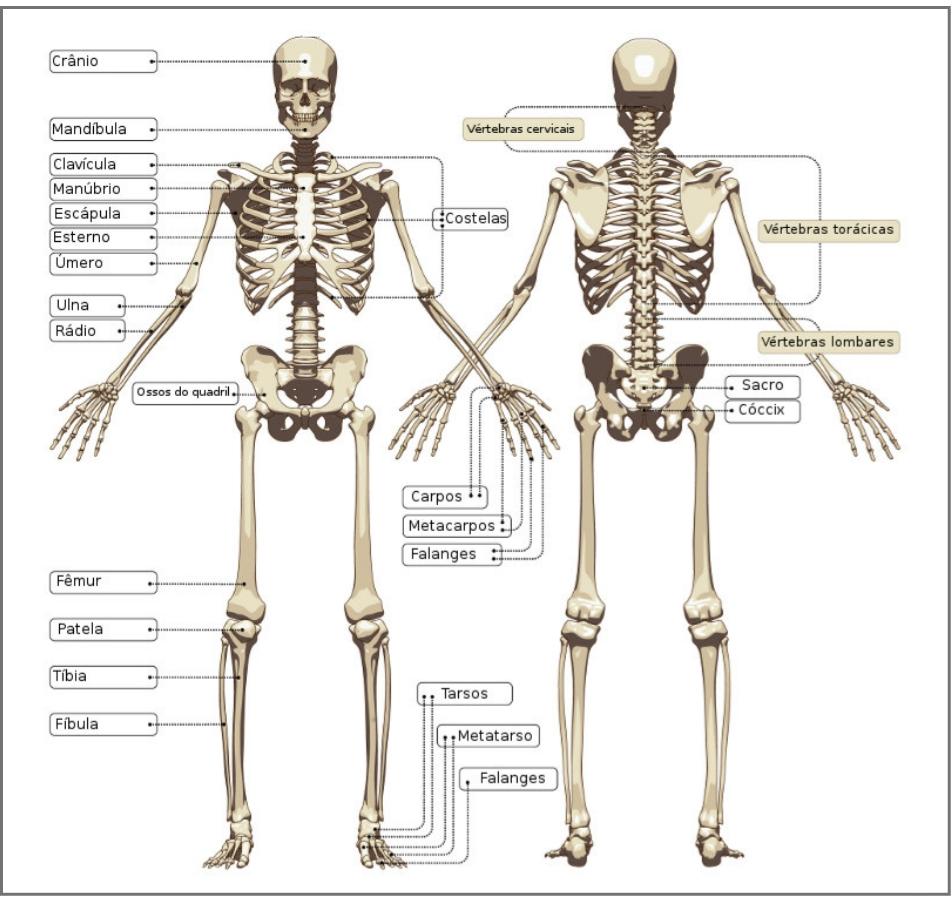 Crânio
Mandíbula
Clavícula
Manúbrio
Escápula
Esterno
Úmero
Ulna
Rádio
Ossos do quadril
Fêmur
Patela
Tíbia
Fíbula
Costelas
Carpos
Metacarpos
Falanges
Tarsos
Metatarso
Falanges
Vértebras cervicais
Vértebras torácicas
Vértebras lombares
Sacro
Cóccix